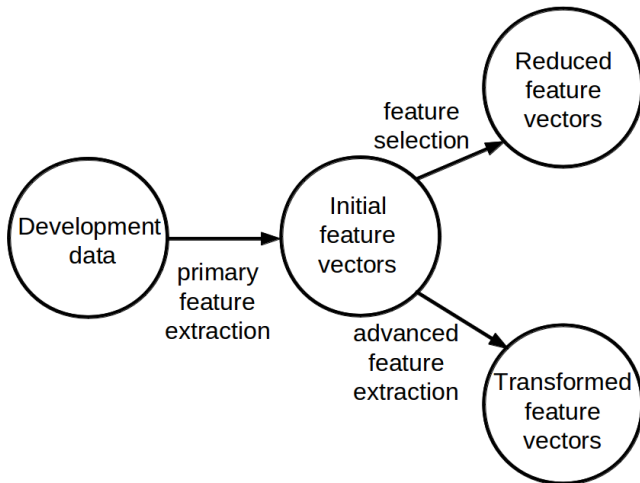 Development
data
primary
feature
extraction
Initial
feature
vectors
feature
selection
Reduced
feature
vectors
advanced
feature
extraction
Transformed
feature
vectors